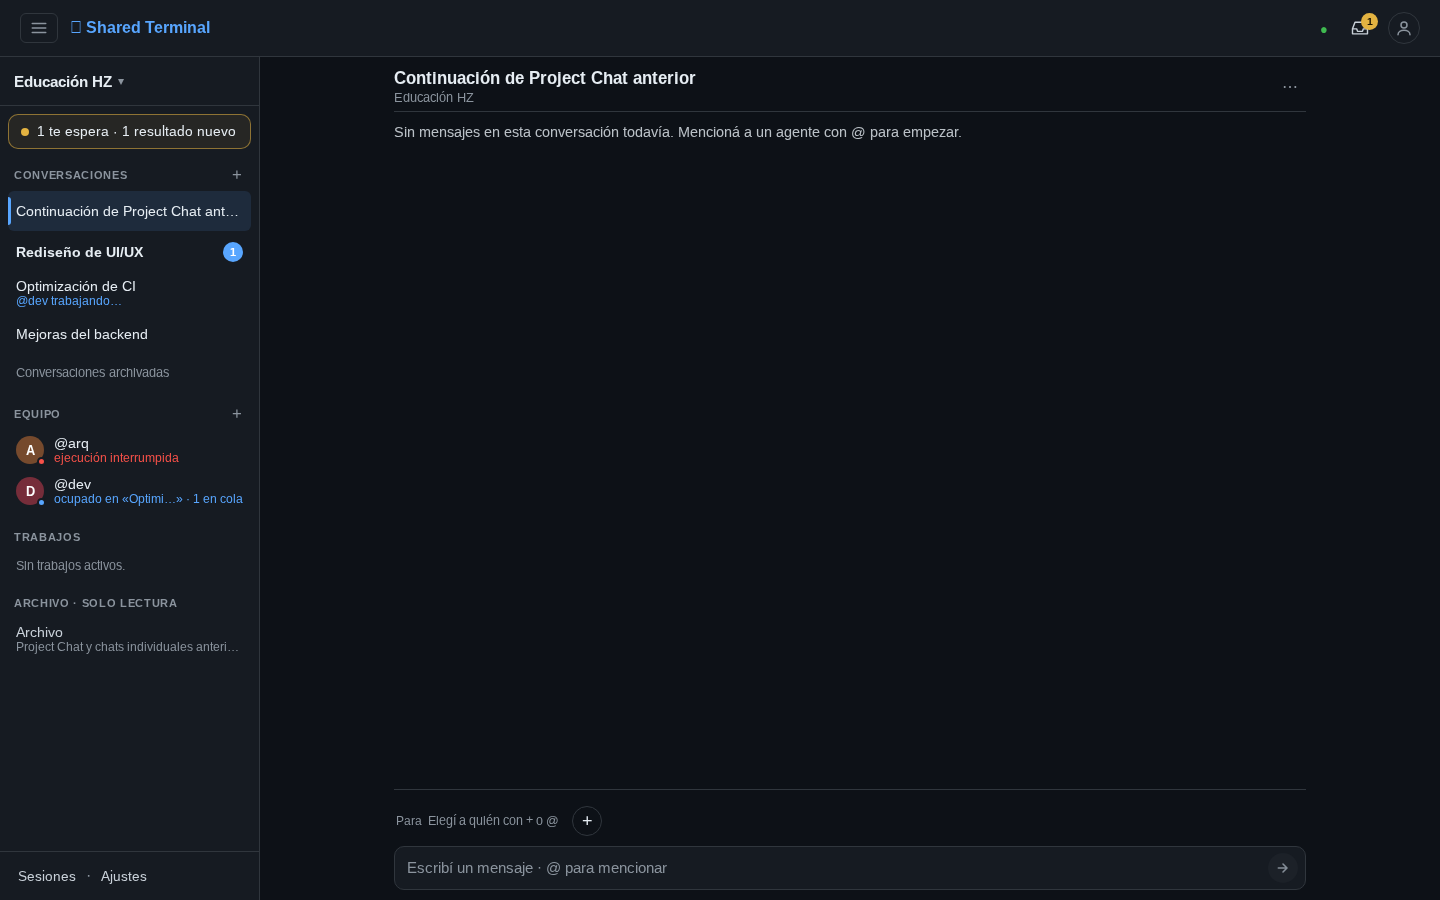 Shared Terminal
1
Educación HZ ▾
1 te espera · 1 resultado nuevo
CONVERSACIONES +
Continuación de Project Chat ant…
Rediseño de UI/UX 1
Optimización de CI
@dev trabajando…
Mejoras del backend
Conversaciones archivadas
EQUIPO +
A @arq
ejecución interrumpida
D @dev
ocupado en «Optimi…» · 1 en cola
TRABAJOS
Sin trabajos activos.
ARCHIVO · SOLO LECTURA
Archivo
Project Chat y chats individuales anteri…
Sesiones · Ajustes
Continuación de Project Chat anterior
Educación HZ
…
Sin mensajes en esta conversación todavía. Mencioná a un agente con @ para empezar.
Para Elegí a quién con + o @ +
Escribí un mensaje · @ para mencionar